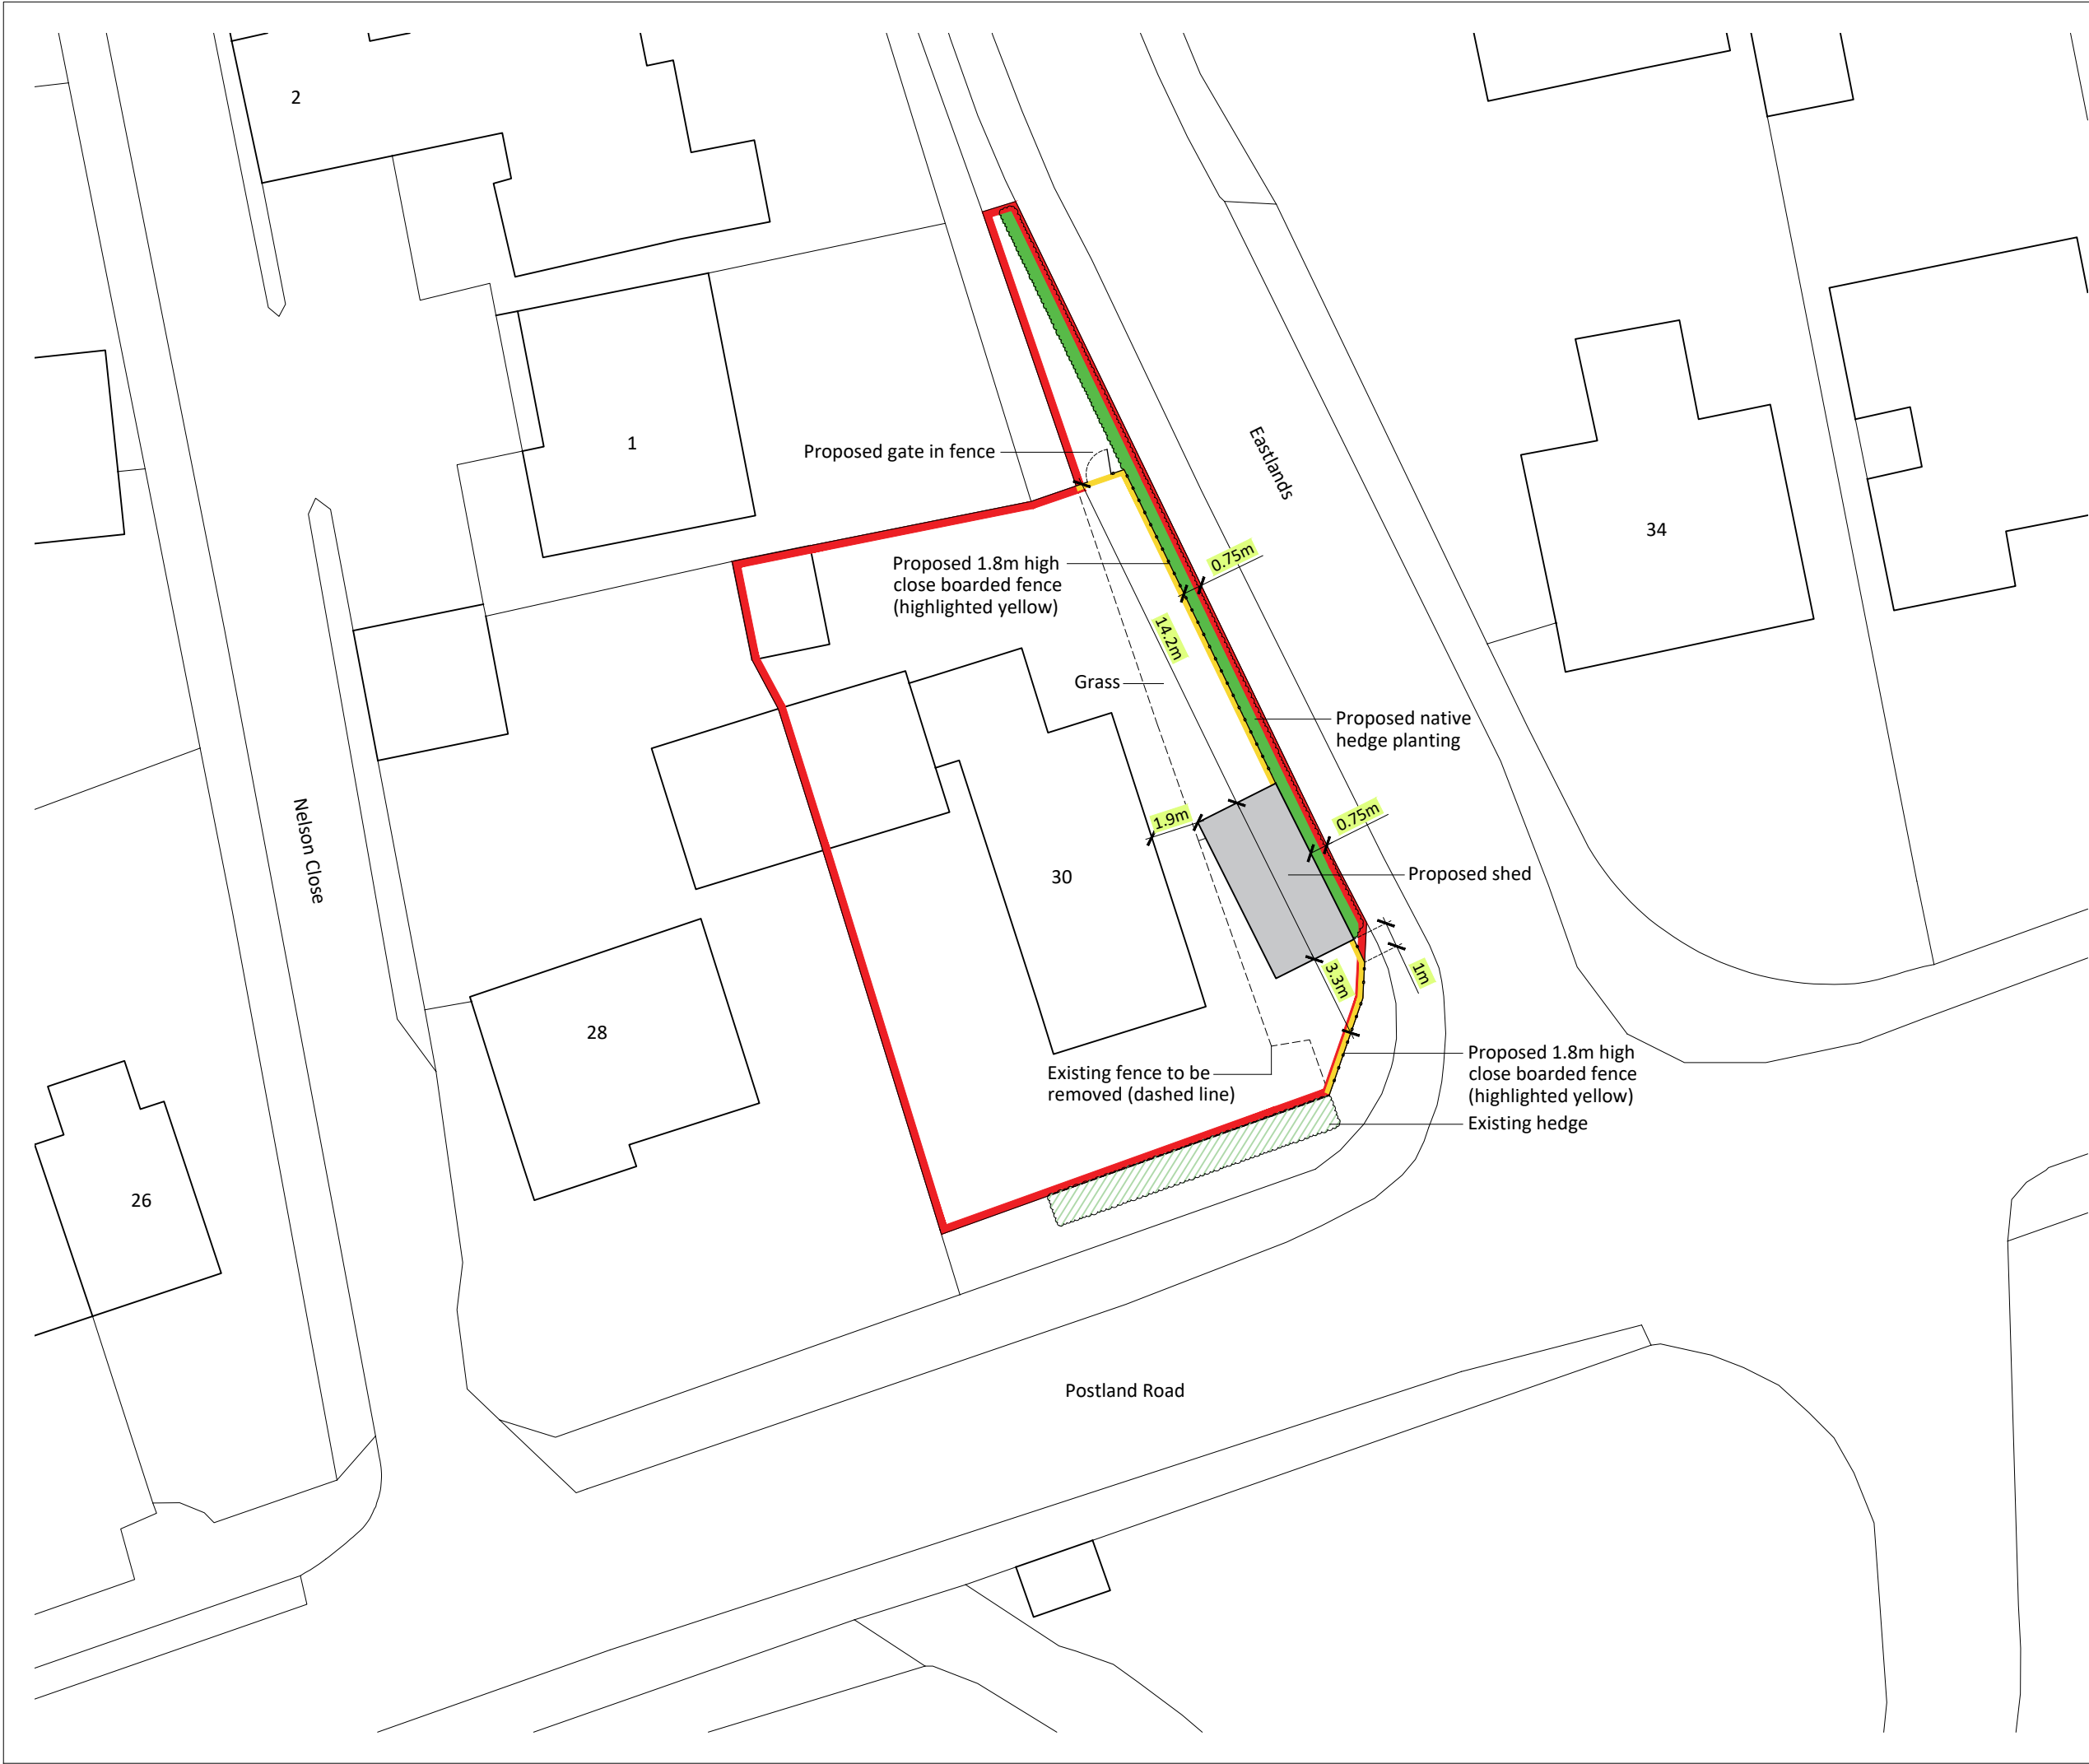 2
1
Proposed gate in fence
Eastlands
34
Proposed 1.8m high
close boarded fence
(highlighted yellow)
0.75m
14.2m
Grass
Proposed native
hedge planting
Nelson Close
1.9m
0.75m
30
Proposed shed
3.3m
1m
28
Existing fence to be
removed (dashed line)
Proposed 1.8m high
close boarded fence
(highlighted yellow)
Existing hedge
26
Postland Road